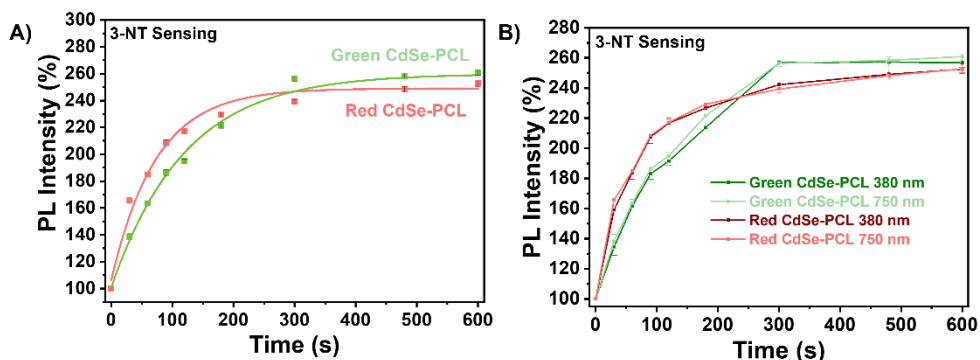 A)
3-NT Sensing
Green CdSe-PCL
Red CdSe-PCL
PL Intensity (%)
280
260
240
220
200
180
160
140
120
100
0 100 200 300 400 500 600
Time (s)
B)
3-NT Sensing
Green CdSe-PCL 380 nm
Green CdSe-PCL 750 nm
Red CdSe-PCL 380 nm
Red CdSe-PCL 750 nm
PL Intensity (%)
260
240
220
200
180
160
140
120
100
0 100 200 300 400 500 600
Time (s)